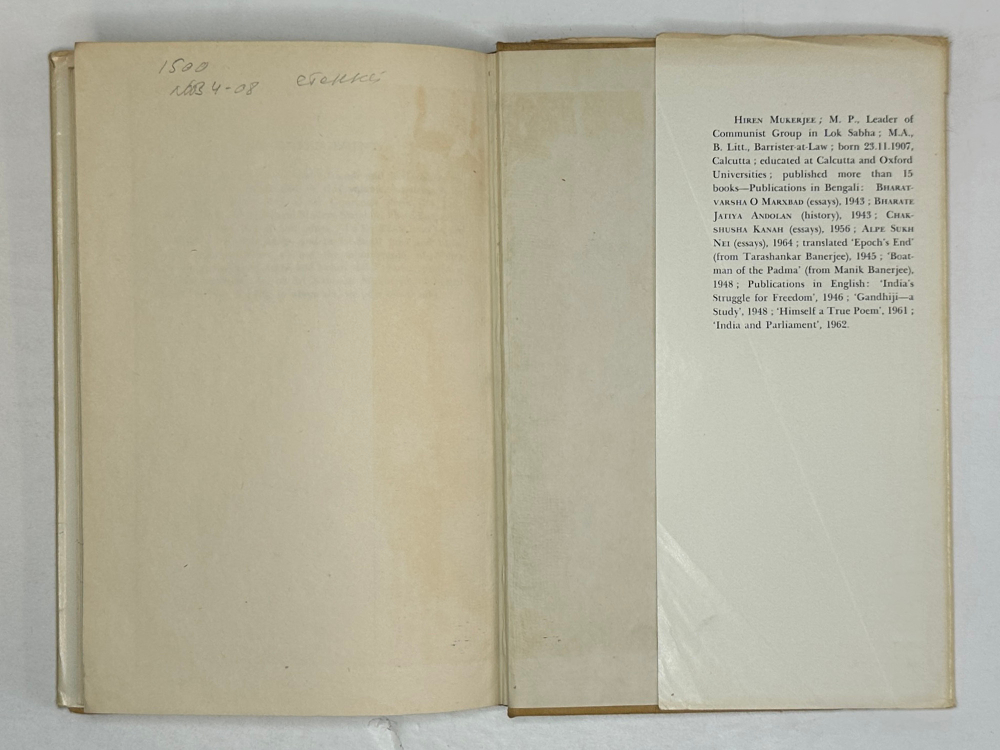 1500
4-08
HIREN MUKERJEE ; M. P., Leader of
Communist Group in Lok Sabha ; M.A.,
B. Litt., Barrister-at-Law ; born 23.11.1907,
Calcutta ; educated at Calcutta and Oxford
Universities ; published more than 15
books—Publications in Bengali : BHARAT-
VARSHA O MARXBAD (essays), 1943 ; BHARATE
JATIYA ANDOLAN (history), 1943 ; CHAK-
SHUSHA KANAH (essays), 1956 ; ALPE SUKH
NEI (essays), 1964 ; translated 'Epoch's End'
(from Tarashankar Banerjee), 1945 ; 'Boat-
man of the Padma' (from Manik Banerjee),
1948 ; Publications in English : 'India's
Struggle for Freedom', 1946 ; 'Gandhiji—a
Study', 1948 ; 'Himself a True Poem', 1961 ;
'India and Parliament', 1962.